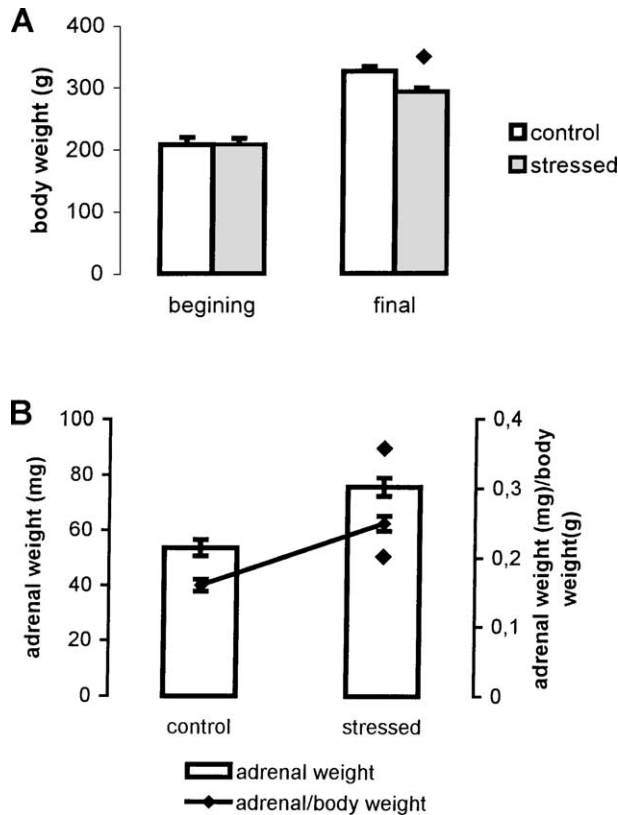 A
body weight (g)
400
300
200
100
0
begining
final
control
stressed
B
adrenal weight (mg)
100
80
60
40
20
0
control
stressed
0,4
0,3
0,2
0,1
0
adrenal weight (mg)/body
weight(g)
adrenal weight
adrenal/body weight